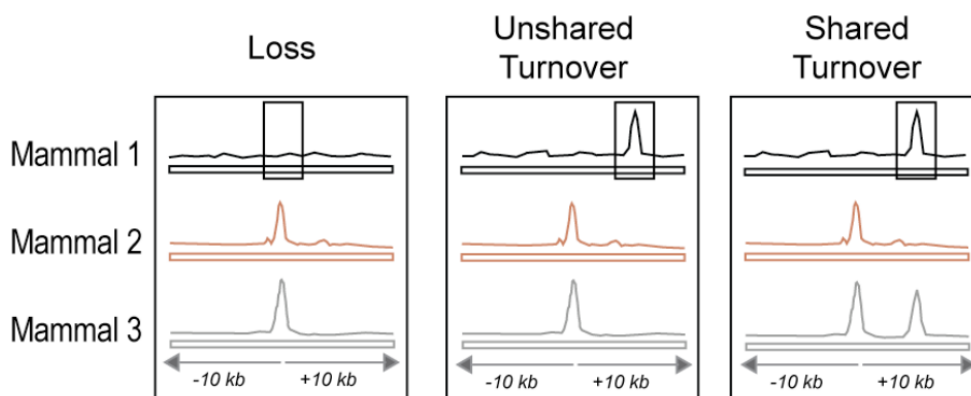 Loss
Unshared
Turnover
Shared
Turnover
Mammal 1
Mammal 2
Mammal 3
-10 kb +10 kb
-10 kb +10 kb
-10 kb +10 kb